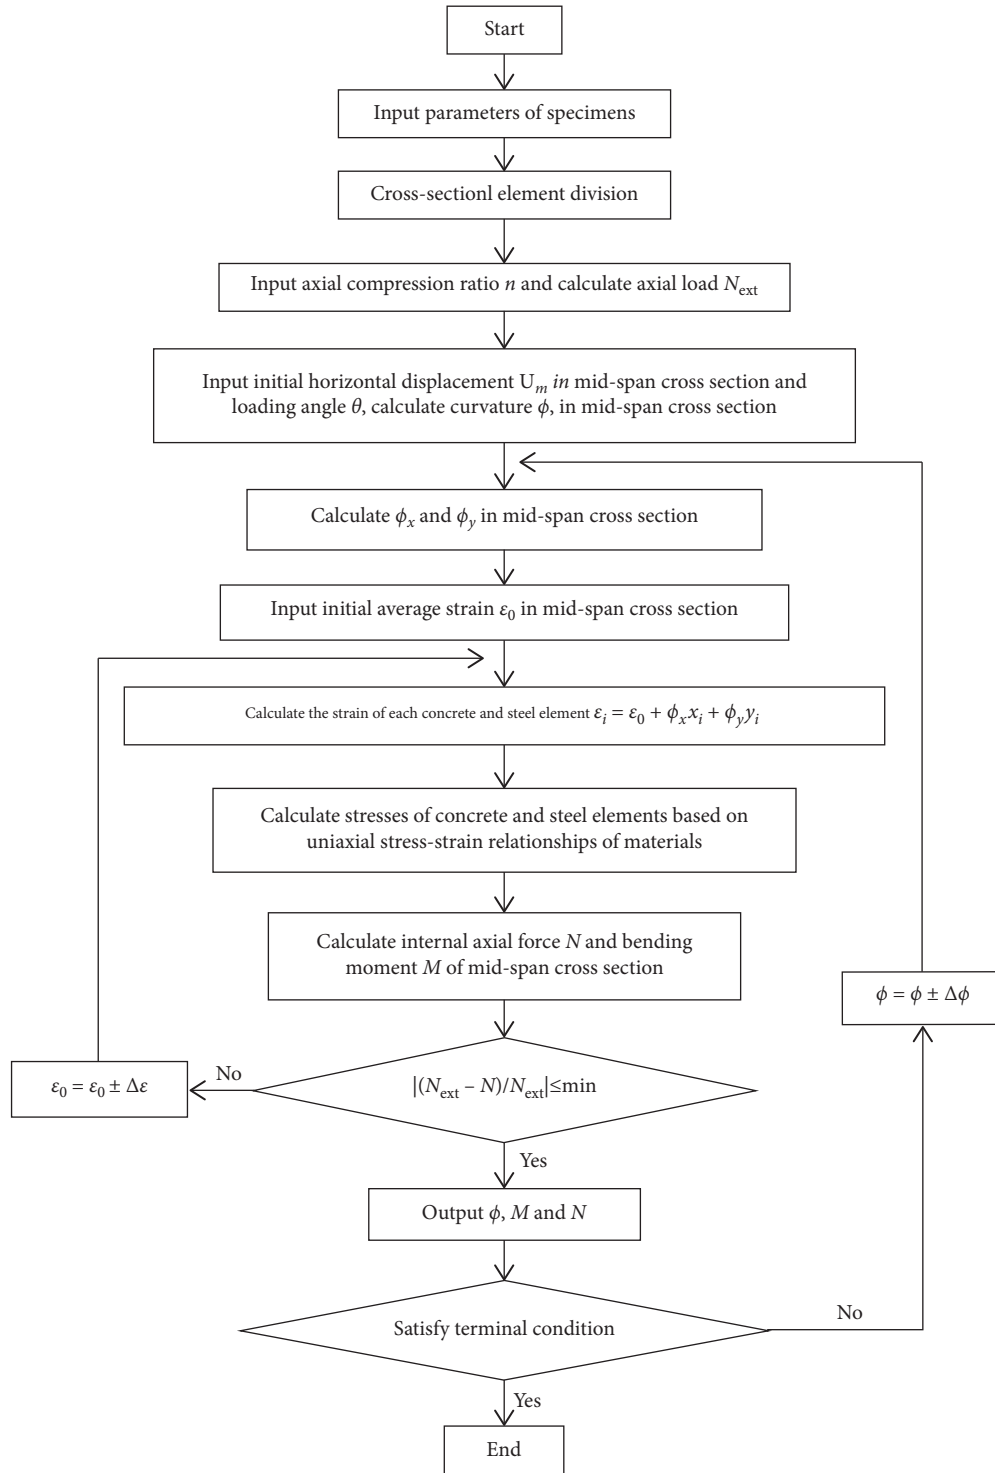 Start
Input parameters of specimens
Cross-sectionl element division
Input axial compression ratio n and calculate axial load N_ext
Input initial horizontal displacement U_m in mid-span cross section and
loading angle θ, calculate curvature ϕ, in mid-span cross section
Calculate ϕ_x and ϕ_y in mid-span cross section
Input initial average strain ε_0 in mid-span cross section
Calculate the strain of each concrete and steel element ε_i = ε_0 + ϕ_x x_i + ϕ_y y_i
Calculate stresses of concrete and steel elements based on
uniaxial stress-strain relationships of materials
Calculate internal axial force N and bending
moment M of mid-span cross section
ϕ = ϕ ± Δϕ
ε_0 = ε_0 ± Δε
No
|(N_ext – N)/N_ext|≤min
Yes
Output ϕ, M and N
Satisfy terminal condition
No
Yes
End